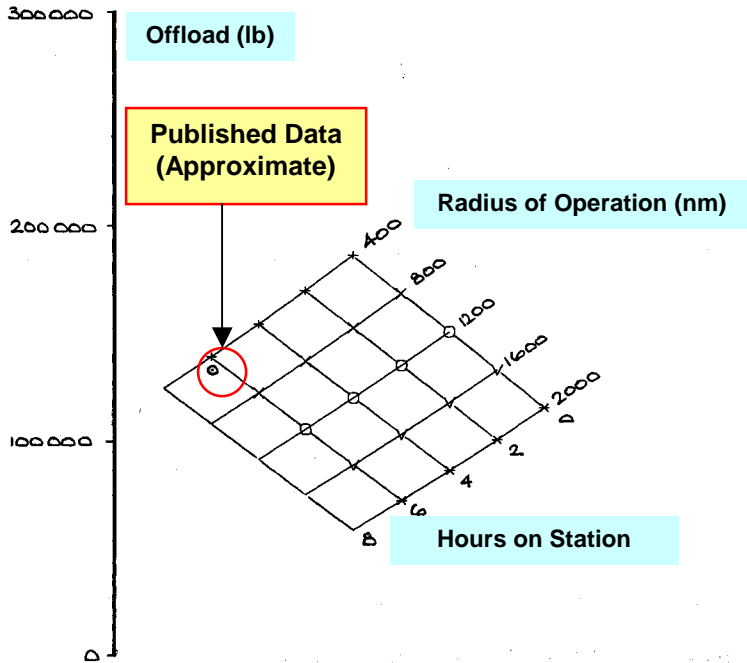 300000
Offload (lb)
Published Data
(Approximate)
Radius of Operation (nm)
200000
400
800
1200
1600
2000
0
2
4
6
8
100000
Hours on Station
0